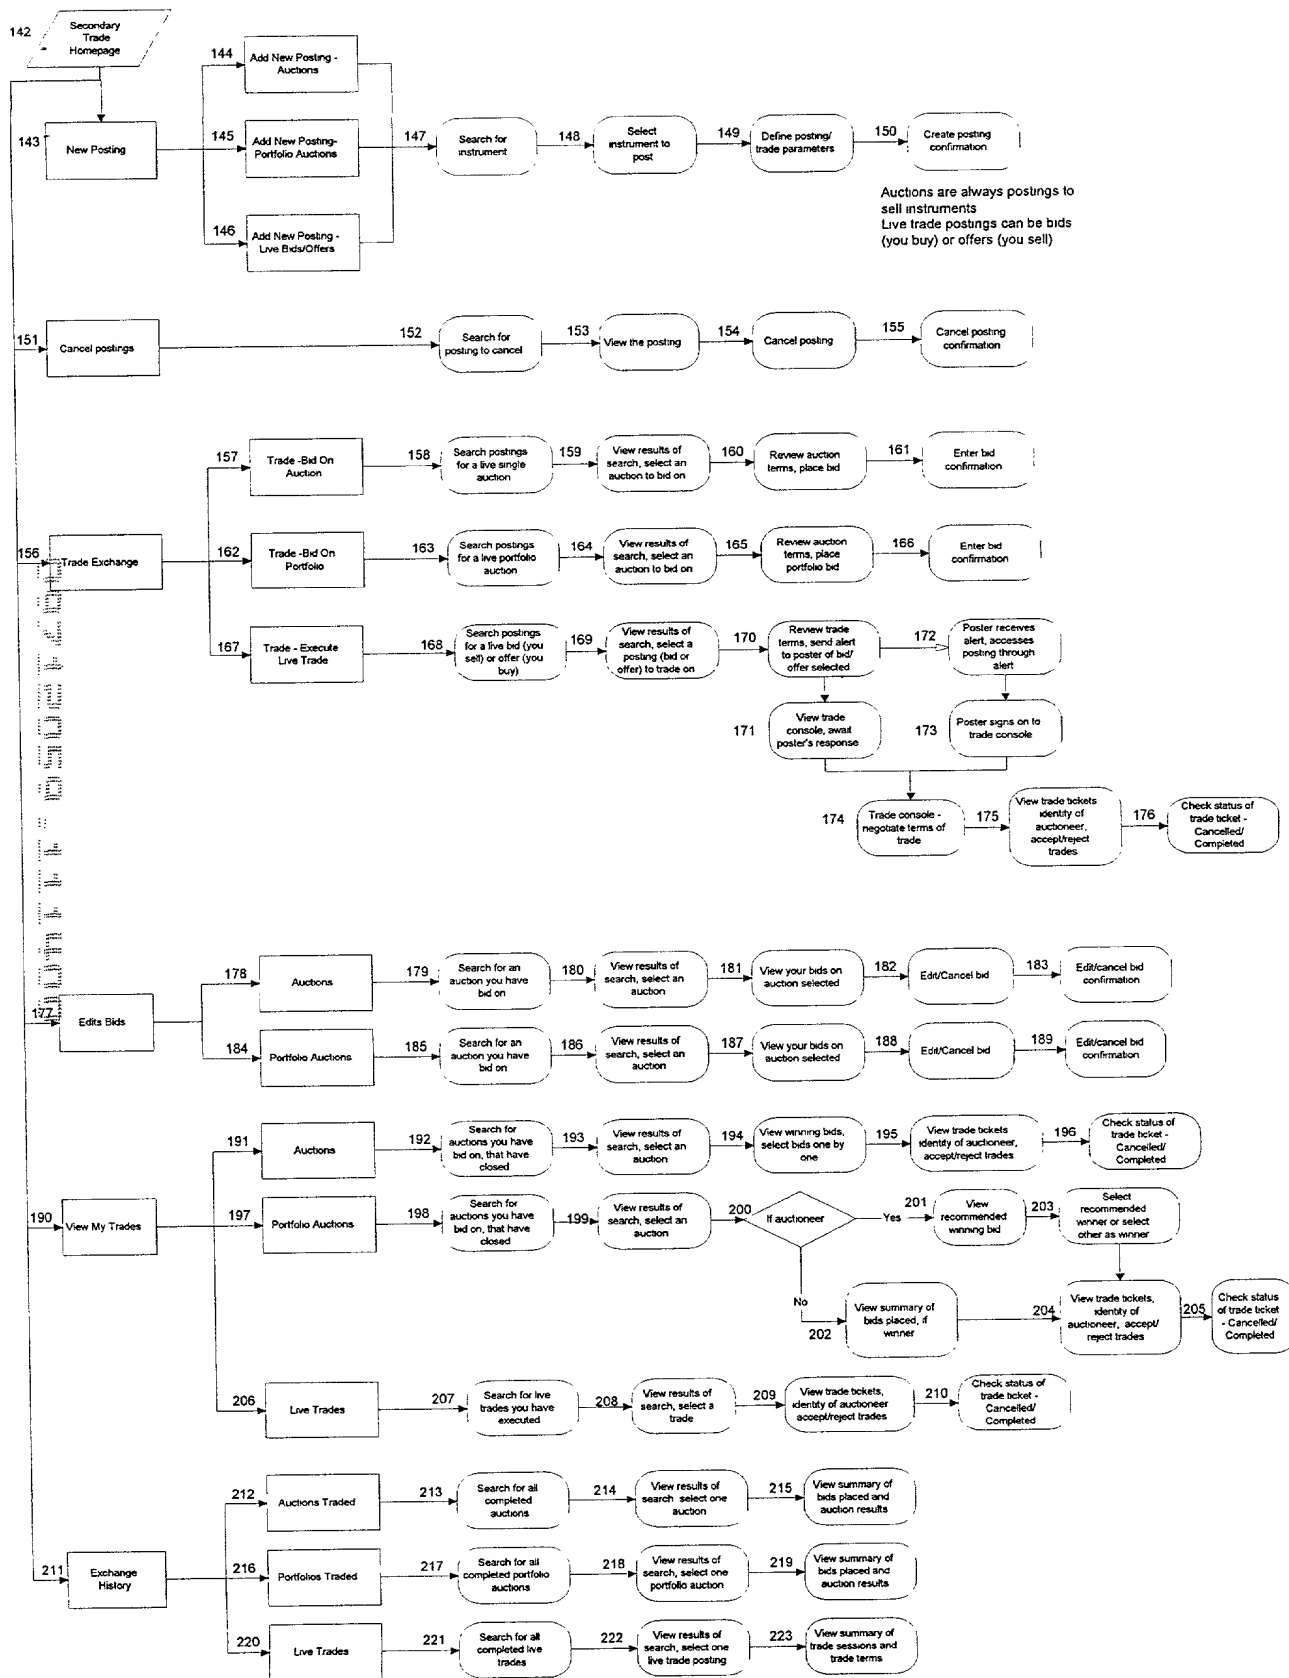 142
Secondary
Trade
Homepage
143
New Posting
144
Add New Posting -
Auctions
145
Add New Posting-
Portfolio Auctions
146
Add New Posting -
Live Bids/Offers
147
Search for
instrument
148
Select
instrument to
post
149
Define posting/
trade parameters
150
Create posting
confirmation
Auctions are always postings to
sell instruments
Live trade postings can be bids
(you buy) or offers (you sell)
151
Cancel postings
152
Search for
posting to cancel
153
View the posting
154
Cancel posting
155
Cancel posting
confirmation
156
Trade Exchange
157
Trade -Bid On
Auction
158
Search postings
for a live single
auction
159
View results of
search, select an
auction to bid on
160
Review auction
terms, place bid
161
Enter bid
confirmation
162
Trade -Bid On
Portfolio
163
Search postings
for a live portfolio
auction
164
View results of
search, select an
auction to bid on
165
Review auction
terms, place
portfolio bid
166
Enter bid
confirmation
167
Trade - Execute
Live Trade
168
Search postings
for a live bid (you
sell) or offer (you
buy)
169
View results of
search, select a
posting (bid or
offer) to trade on
170
Review trade
terms, send alert
to poster of bid/
offer selected
172
Poster receives
alert, accesses
posting through
alert
171
View trade
console, await
poster's response
173
Poster signs on to
trade console
174
Trade console -
negotiate terms of
trade
175
View trade tickets
identity of
auctioneer,
accept/reject
trades
176
Check status of
trade ticket -
Cancelled/
Completed
177
Edits Bids
178
Auctions
179
Search for an
auction you have
bid on
180
View results of
search, select an
auction
181
View your bids on
auction selected
182
Edit/Cancel bid
183
Edit/cancel bid
confirmation
184
Portfolio Auctions
185
Search for an
auction you have
bid on
186
View results of
search, select an
auction
187
View your bids on
auction selected
188
Edit/Cancel bid
189
Edit/cancel bid
confirmation
190
View My Trades
191
Auctions
192
Search for
auctions you have
bid on, that have
closed
193
View results of
search, select an
auction
194
View winning bids,
select bids one by
one
195
View trade tickets
identity of auctioneer,
accept/reject trades
196
Check status of
trade ticket -
Cancelled/
Completed
197
Portfolio Auctions
198
Search for
auctions you have
bid on, that have
closed
199
View results of
search, select an
auction
200
If auctioneer
Yes
201
View
recommended
winning bid
203
Select
recommended
winner or select
other as winner
No
202
View summary of
bids placed, if
winner
204
View trade tickets,
identity of
auctioneer, accept/
reject trades
205
Check status
of trade ticket
- Cancelled/
Completed
206
Live Trades
207
Search for live
trades you have
executed
208
View results of
search, select a
trade
209
View trade tickets,
identity of auctioneer
accept/reject trades
210
Check status of
trade ticket -
Cancelled/
Completed
211
Exchange
History
212
Auctions Traded
213
Search for all
completed
auctions
214
View results of
search select one
auction
215
View summary of
bids placed and
auction results
216
Portfolios Traded
217
Search for all
completed portfolio
auctions
218
View results of
search, select one
portfolio auction
219
View summary of
bids placed and
auction results
220
Live Trades
221
Search for all
completed live
trades
222
View results of
search, select one
live trade posting
223
View summary of
trade sessions and
trade terms